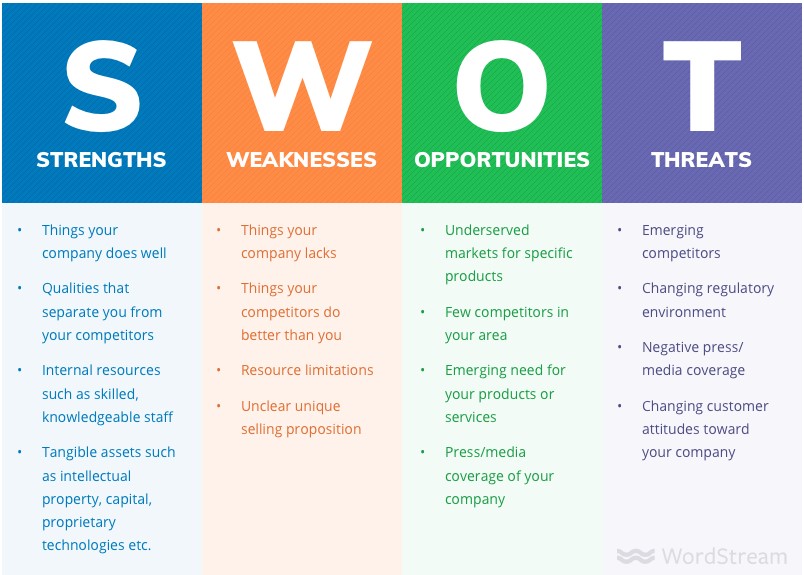 S
STRENGTHS
• Things your
company does well
• Qualities that
separate you from
your competitors
• Internal resources
such as skilled,
knowledgeable staff
• Tangible assets such
as intellectual
property, capital,
proprietary
technologies etc.
W
WEAKNESSES
• Things your
company lacks
• Things your
competitors do
better than you
• Resource limitations
• Unclear unique
selling proposition
O
OPPORTUNITIES
• Underserved
markets for specific
products
• Few competitors in
your area
• Emerging need for
your products or
services
• Press/media
coverage of your
company
T
THREATS
• Emerging
competitors
• Changing regulatory
environment
• Negative press/
media coverage
• Changing customer
attitudes toward
your company
WordStream